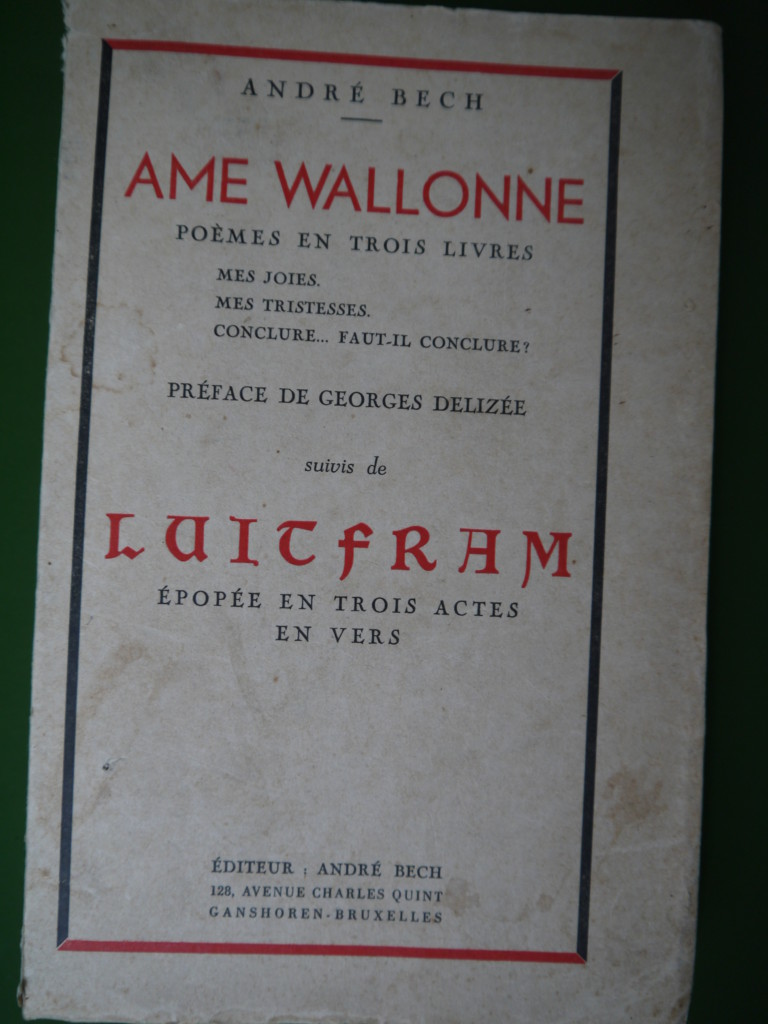 ANDRÉ BECH
AME WALLONNE
POÈMES EN TROIS LIVRES
MES JOIES.
MES TRISTESSES.
CONCLURE... FAUT-IL CONCLURE?
PRÉFACE DE GEORGES DELIZÉE
suivis de
LUITFRAM
ÉPOPÉE EN TROIS ACTES
EN VERS
ÉDITEUR : ANDRÉ BECH
128, AVENUE CHARLES QUINT
GANSHOREN-BRUXELLES